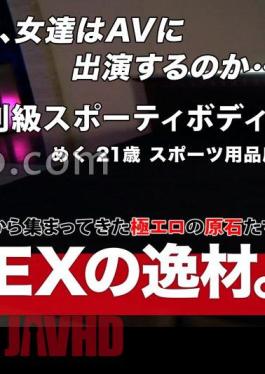 、女達はAVに
出演するのか…
級スポーティボディ
めく 21歳 スポーツ用品
から集まってきた極エロの原石た
EXの逸材。
JAVHD